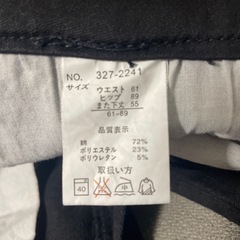 NO. 327-2241
サイズ ウエスト 61
ヒップ 89
また下丈 55
61-89
品質表示
綿 72%
ポリエステル 23%
ポリウレタン 5%
取扱い方
40 中